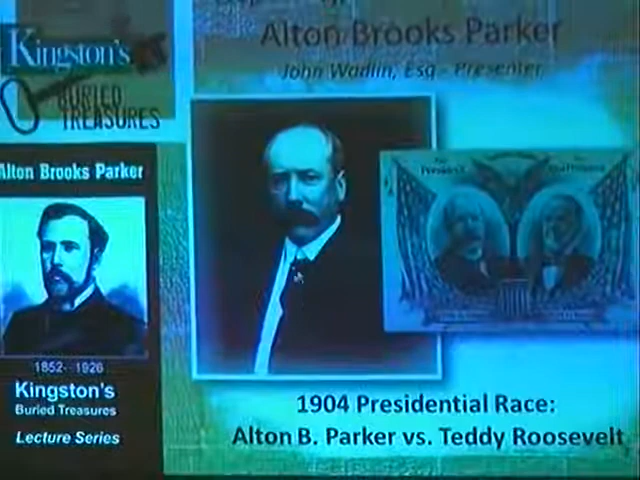 Kingston's
BURIED
TREASURES
Alton Brooks Parker
John Wadlin, Esq - Presenter
Alton Brooks Parker
1852- 1926
Kingston's
Buried Treasures
Lecture Series
1904 Presidential Race:
Alton B. Parker vs. Teddy Roosevelt